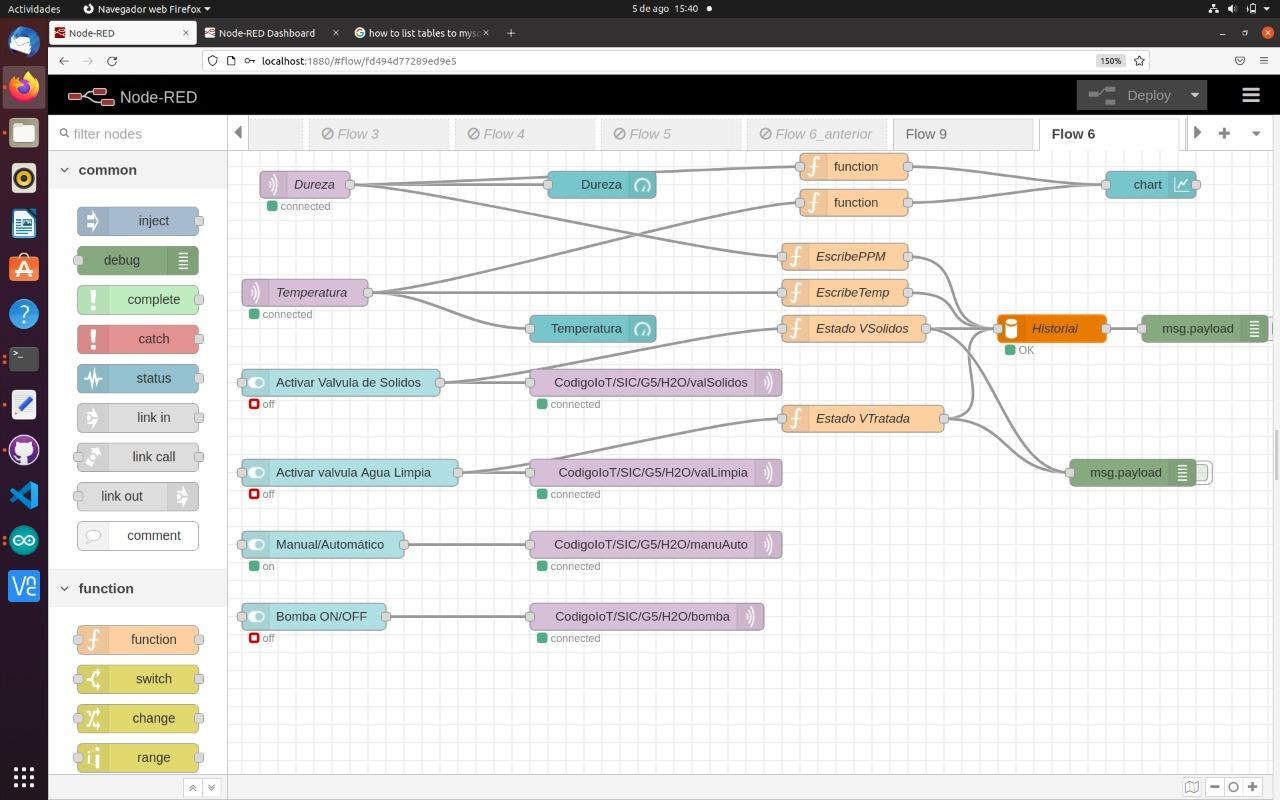 Actividades
Navegador web Firefox
5 de ago 15:40
Node-RED
Node-RED Dashboard
how to list tables to mys
localhost:1880/#flow/fd494d77289ed9e5
150%
Node-RED
Deploy
filter nodes
Flow 3
Flow 4
Flow 5
Flow 6_anterior
Flow 9
Flow 6
common
inject
debug
complete
catch
status
link in
link call
link out
comment
function
function
switch
change
range
Dureza
connected
Dureza
function
function
chart
EscribePPM
Temperatura
connected
EscribeTemp
Temperatura
Estado VSolidos
Historial
OK
msg.payload
Activar Valvula de Solidos
off
CodigoIoT/SIC/G5/H2O/valSolidos
connected
Estado VTratada
Activar valvula Agua Limpia
off
CodigoIoT/SIC/G5/H2O/valLimpia
connected
msg.payload
Manual/Automático
on
CodigoIoT/SIC/G5/H2O/manuAuto
connected
Bomba ON/OFF
off
CodigoIoT/SIC/G5/H2O/bomba
connected